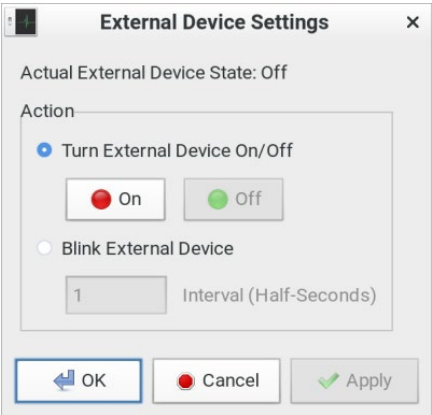 External Device Settings
Actual External Device State: Off
Action
Turn External Device On/Off
On Off
Blink External Device
1 Interval (Half-Seconds)
OK Cancel Apply